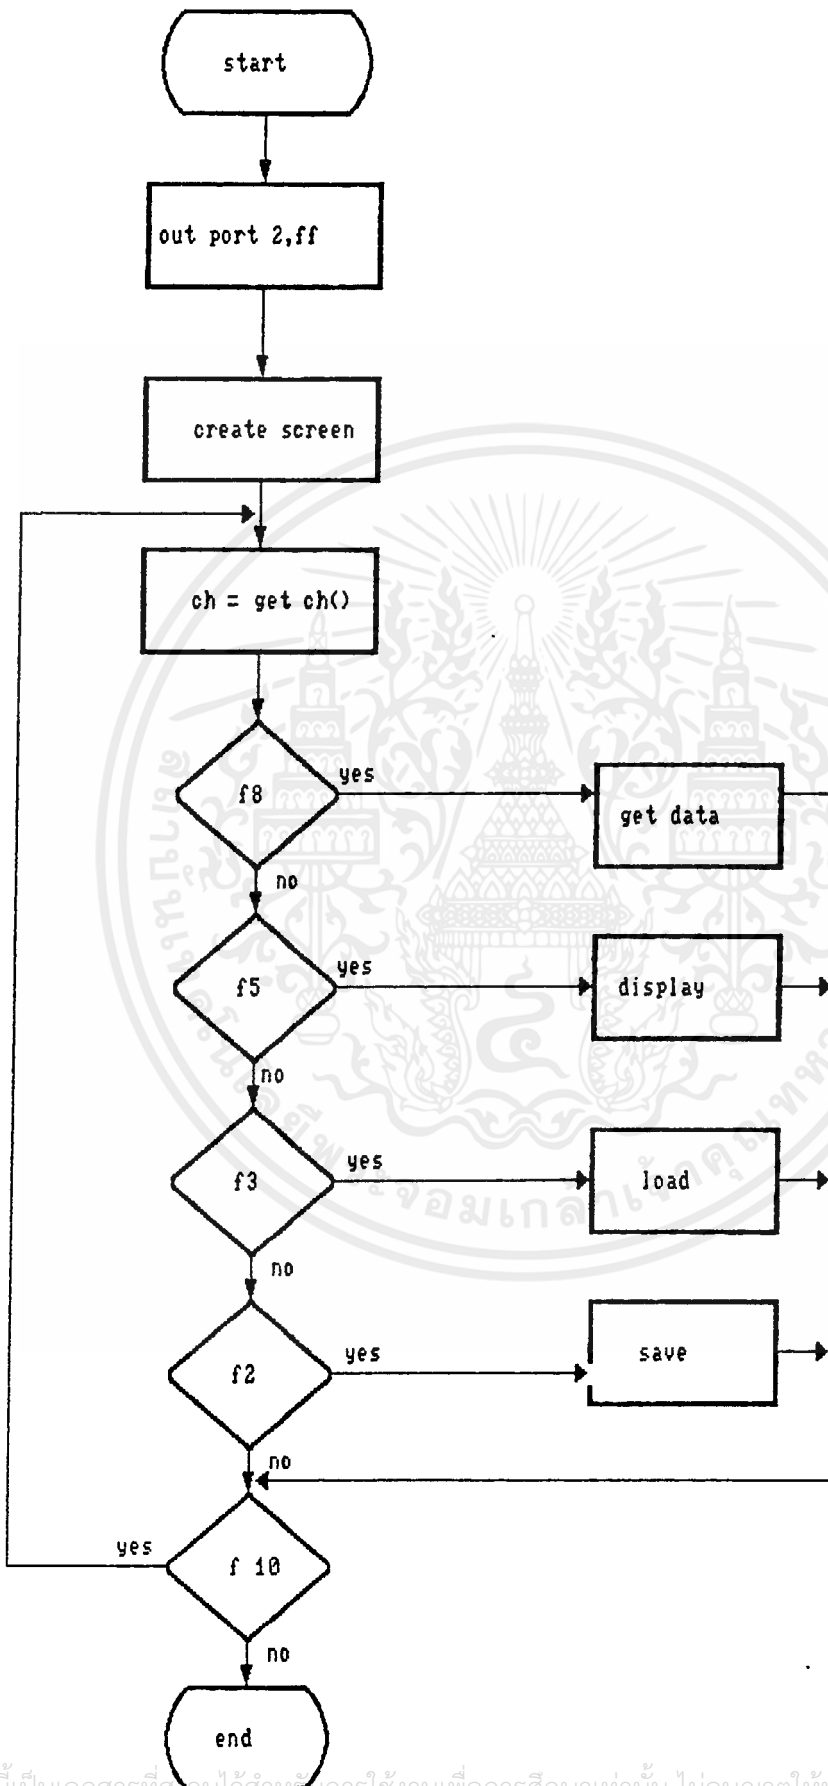 start
out port 2,ff
create screen
ch = get ch()
f8
yes
get data
no
f5
yes
display
no
f3
yes
load
no
f2
yes
save
no
f 10
yes
no
end